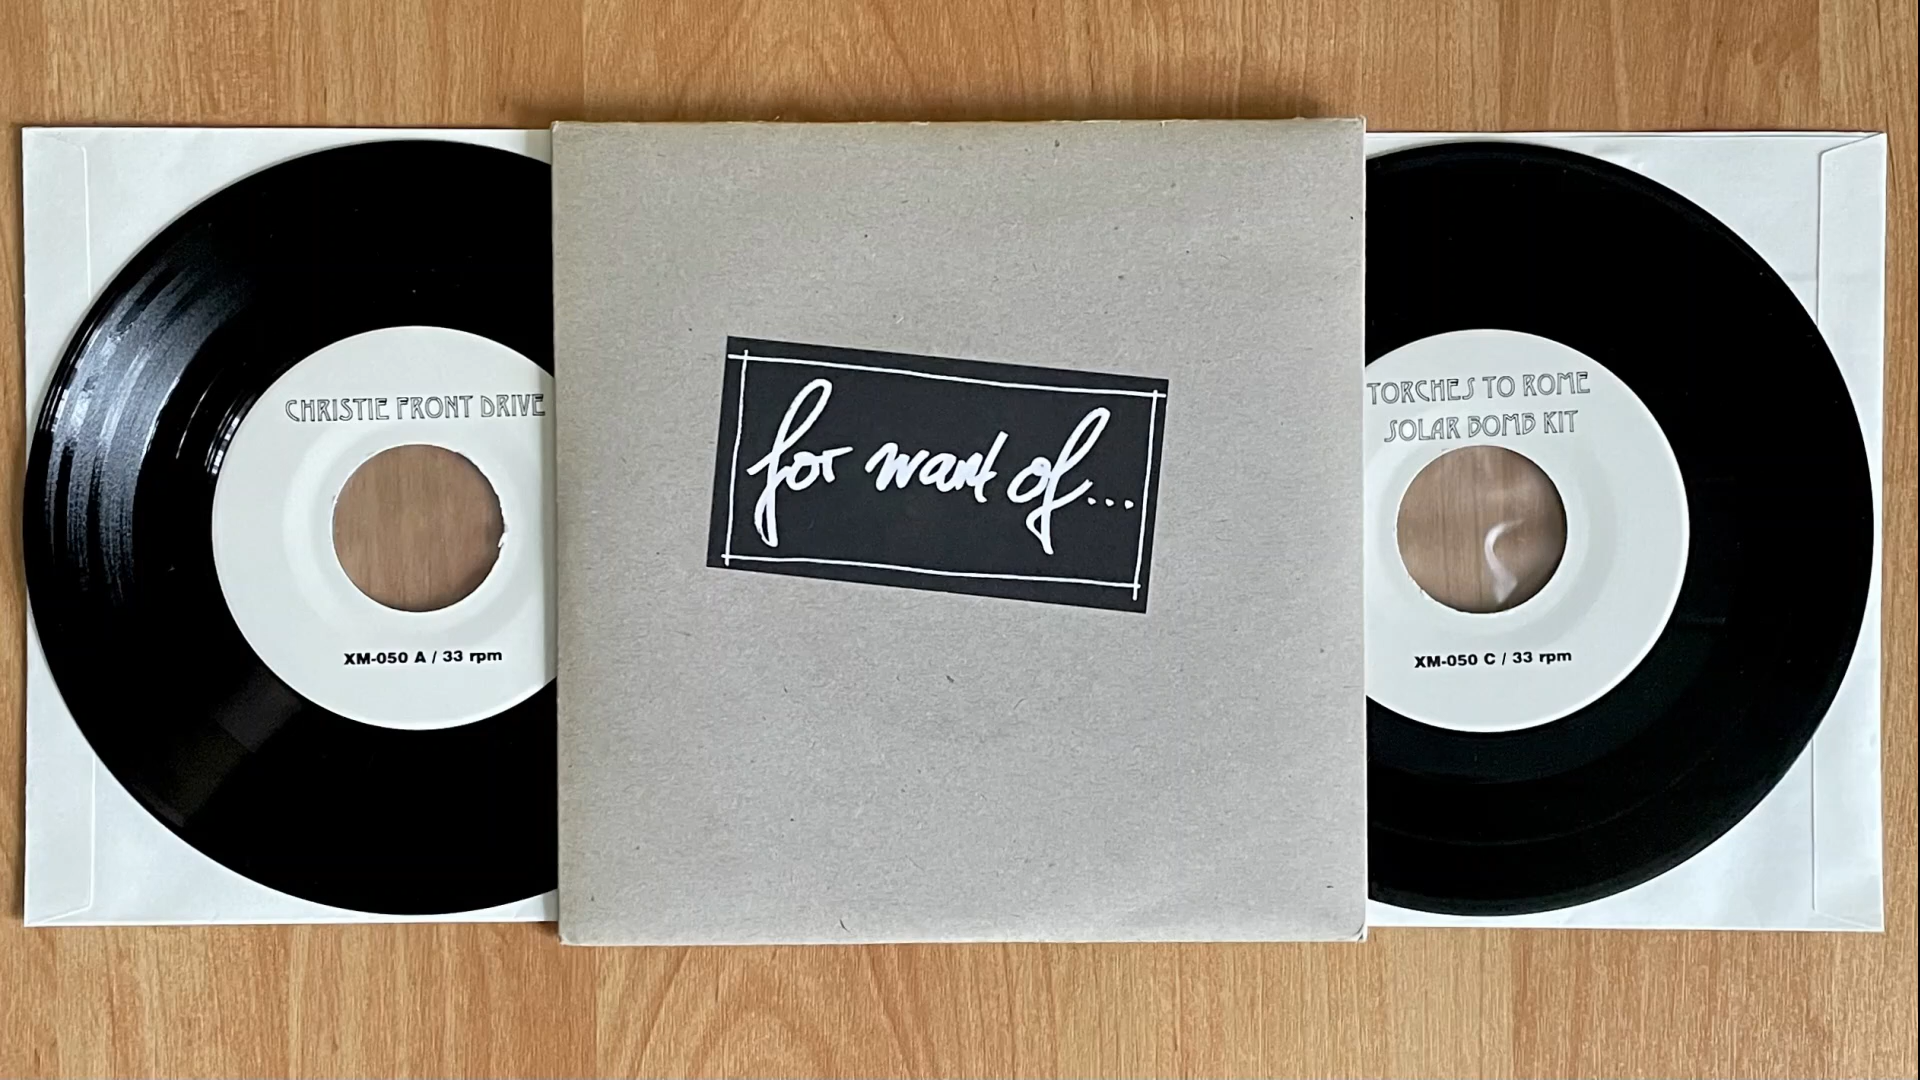 CHRISTIE FRONT DRIVE
XM-050 A / 33 rpm
for want of...
TORCHES TO ROME
SOLAR BOMB KIT
XM-050 C / 33 rpm